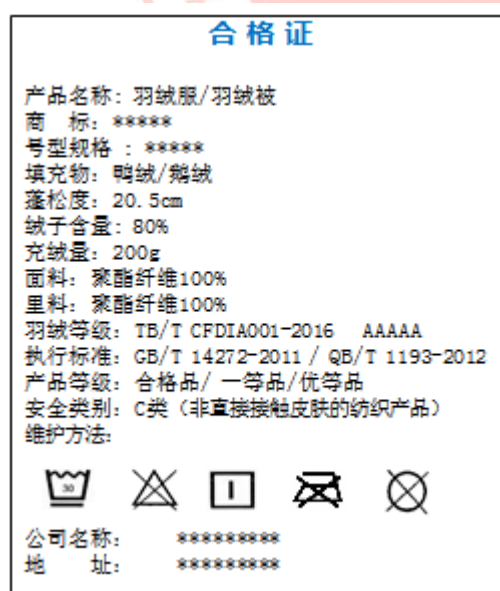 合格证
产品名称：羽绒服/羽绒被
商 标：*****
号型规格 : *****
填充物：鸭绒/鹅绒
蓬松度：20.5cm
绒子含量：80%
充绒量：200g
面料：聚酯纤维100%
里料：聚酯纤维100%
羽绒等级：TB/T CFDIA001-2016 AAAAA
执行标准：GB/T 14272-2011 / QB/T 1193-2012
产品等级：合格品/ 一等品/优等品
安全类别：C类（非直接接触皮肤的纺织产品）
维护方法：
30
公司名称： *********
地 址： *********